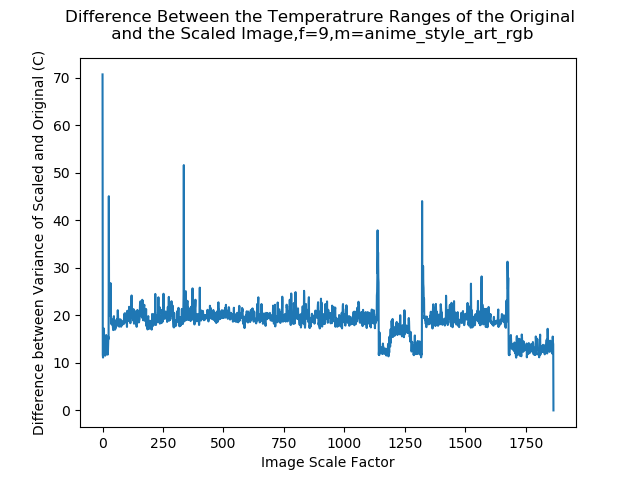 Difference Between the Temperatrure Ranges of the Original
and the Scaled Image,f=9,m=anime_style_art_rgb
Difference between Variance of Scaled and Original (C)
70
60
50
40
30
20
10
0
0 250 500 750 1000 1250 1500 1750
Image Scale Factor